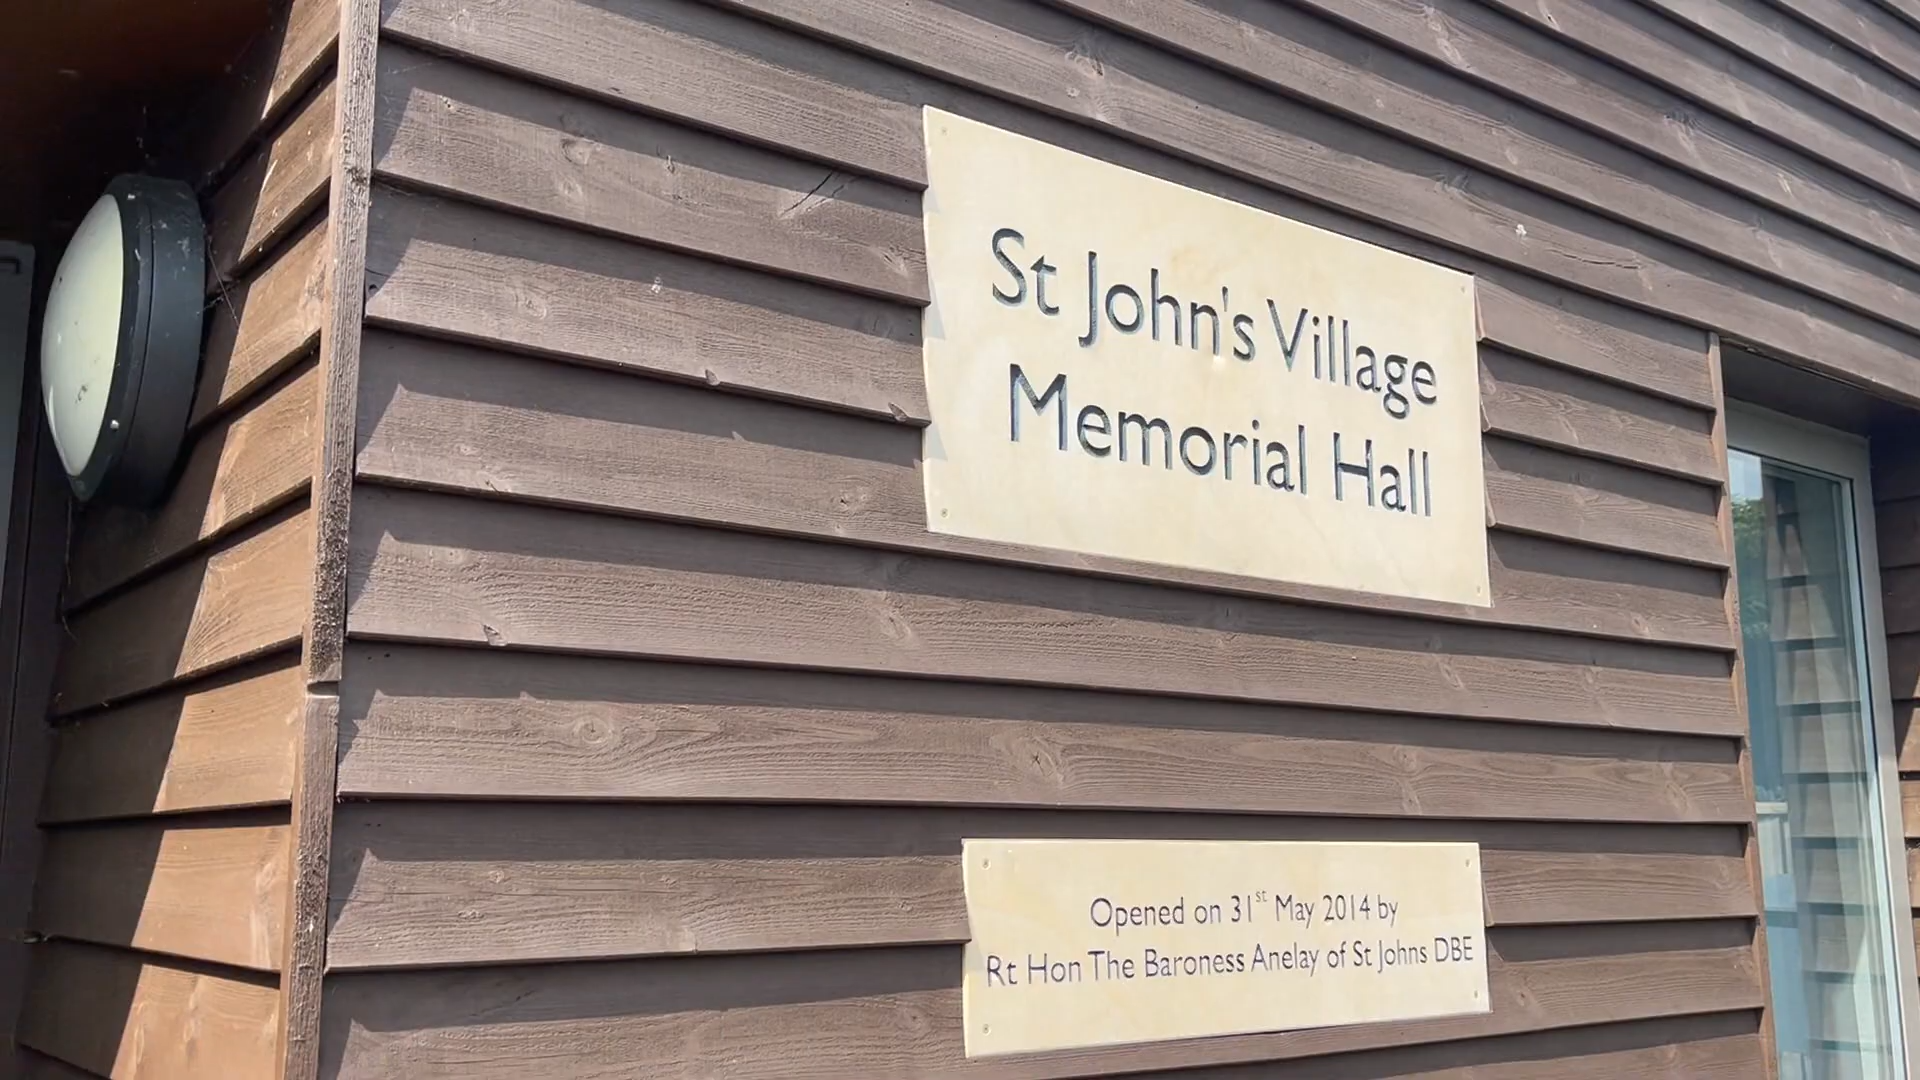 St John's Village
Memorial Hall
Opened on 31st May 2014 by
Rt Hon The Baroness Anelay of St Johns DBE